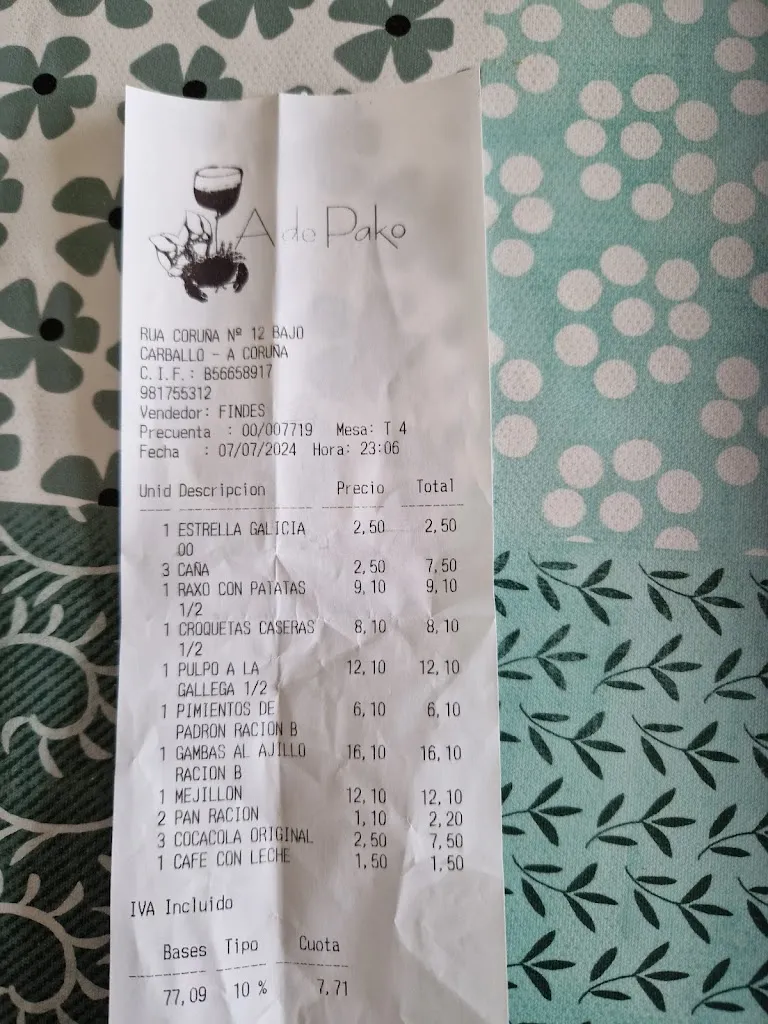 A de Pako
RUA CORUÑA Nº 12 BAJO
CARBALLO - A CORUÑA
C.I.F.: B56658917
981755312
Vendedor: FINDES
Precuenta : 00/007719 Mesa: T 4
Fecha : 07/07/2024 Hora: 23:06
Unid Descripcion Precio Total
1 ESTRELLA GALICIA 2,50 2,50
00
3 CAÑA 2,50 7,50
1 RAXO CON PATATAS 9,10 9,10
1/2
1 CROQUETAS CASERAS 8,10 8,10
1/2
1 PULPO A LA 12,10 12,10
GALLEGA 1/2
1 PIMIENTOS DE 6,10 6,10
PADRON RACION B
1 GAMBAS AL AJILLO 16,10 16,10
RACION B
1 MEJILLON 12,10 12,10
2 PAN RACION 1,10 2,20
3 COCACOLA ORIGINAL 2,50 7,50
1 CAFE CON LECHE 1,50 1,50
IVA Incluido
Bases Tipo Cuota
77,09 10 % 7,71